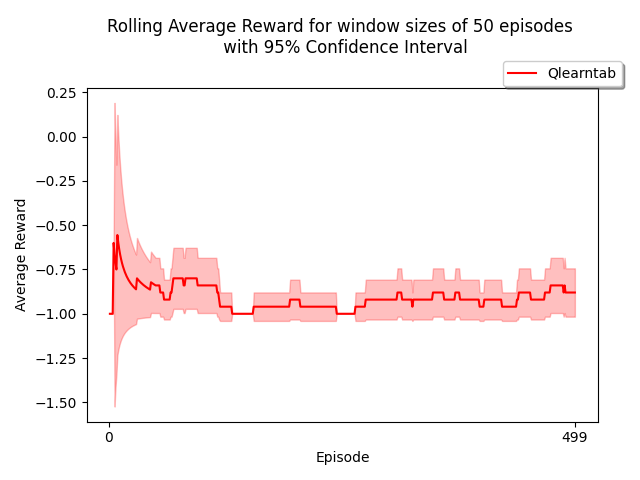 Rolling Average Reward for window sizes of 50 episodes
with 95% Confidence Interval
Qlearntab
0.25
0.00
−0.25
−0.50
−0.75
−1.00
−1.25
−1.50
Average Reward
0
499
Episode